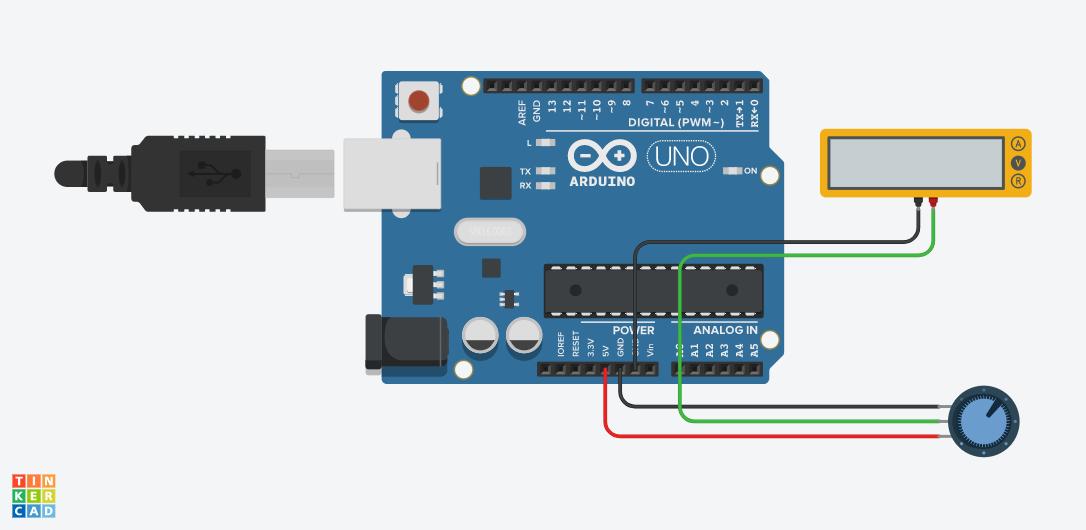 AREF
GND
13
12
~11
~10
~9
8
7
~6
~5
4
~3
2
TX→1
RX←0
DIGITAL (PWM~)
L
TX
RX
ARDUINO
UNO
ON
A
V
R
POWER
ANALOG IN
IOREF
RESET
3.3V
5V
GND
Vin
A0
A1
A2
A3
A4
A5
TIN
KER
CAD